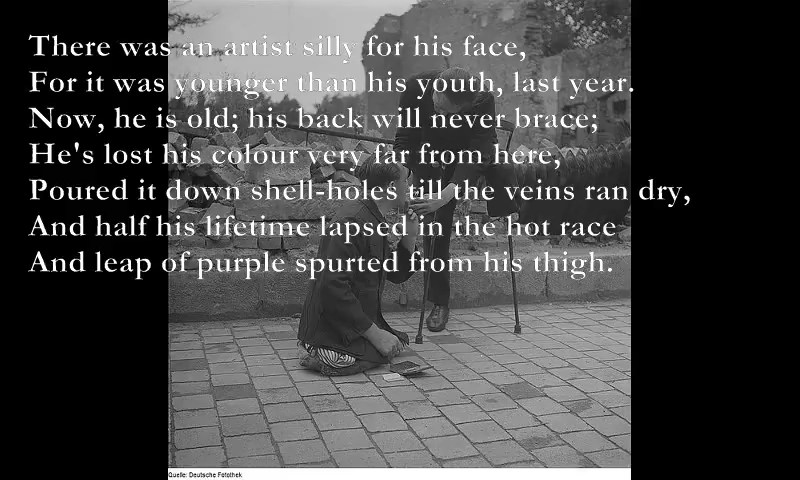 There was an artist silly for his face,
For it was younger than his youth, last year.
Now, he is old; his back will never brace;
He's lost his colour very far from here,
Poured it down shell-holes till the veins ran dry,
And half his lifetime lapsed in the hot race
And leap of purple spurted from his thigh.
Quelle: Deutsche Fotothek